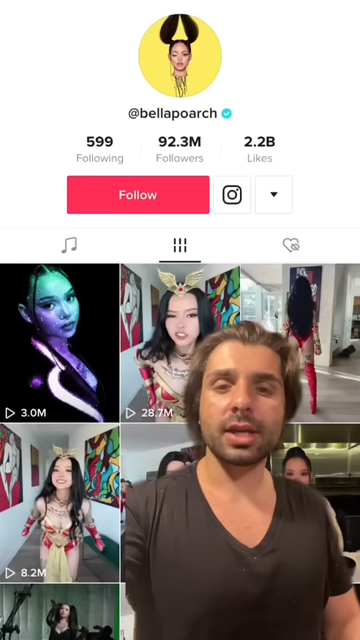 @bellapoarch
599 92.3M 2.2B
Following Followers Likes
Follow
3.0M 28.7M
8.2M